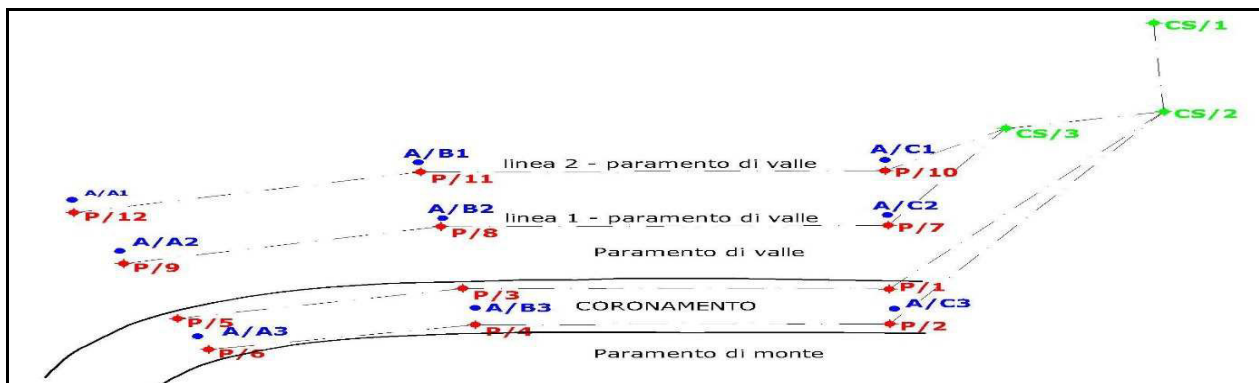 CS/1
CS/2
CS/3
A/B1
A/C1
linea 2 - paramento di valle
P/11
P/10
A/A1
P/12
A/B2
A/C2
linea 1 - paramento di valle
P/8
P/7
A/A2
P/9
Paramento di valle
P/3
P/1
A/B3
CORONAMENTO
A/C3
P/5
P/4
P/2
A/A3
P/6
Paramento di monte